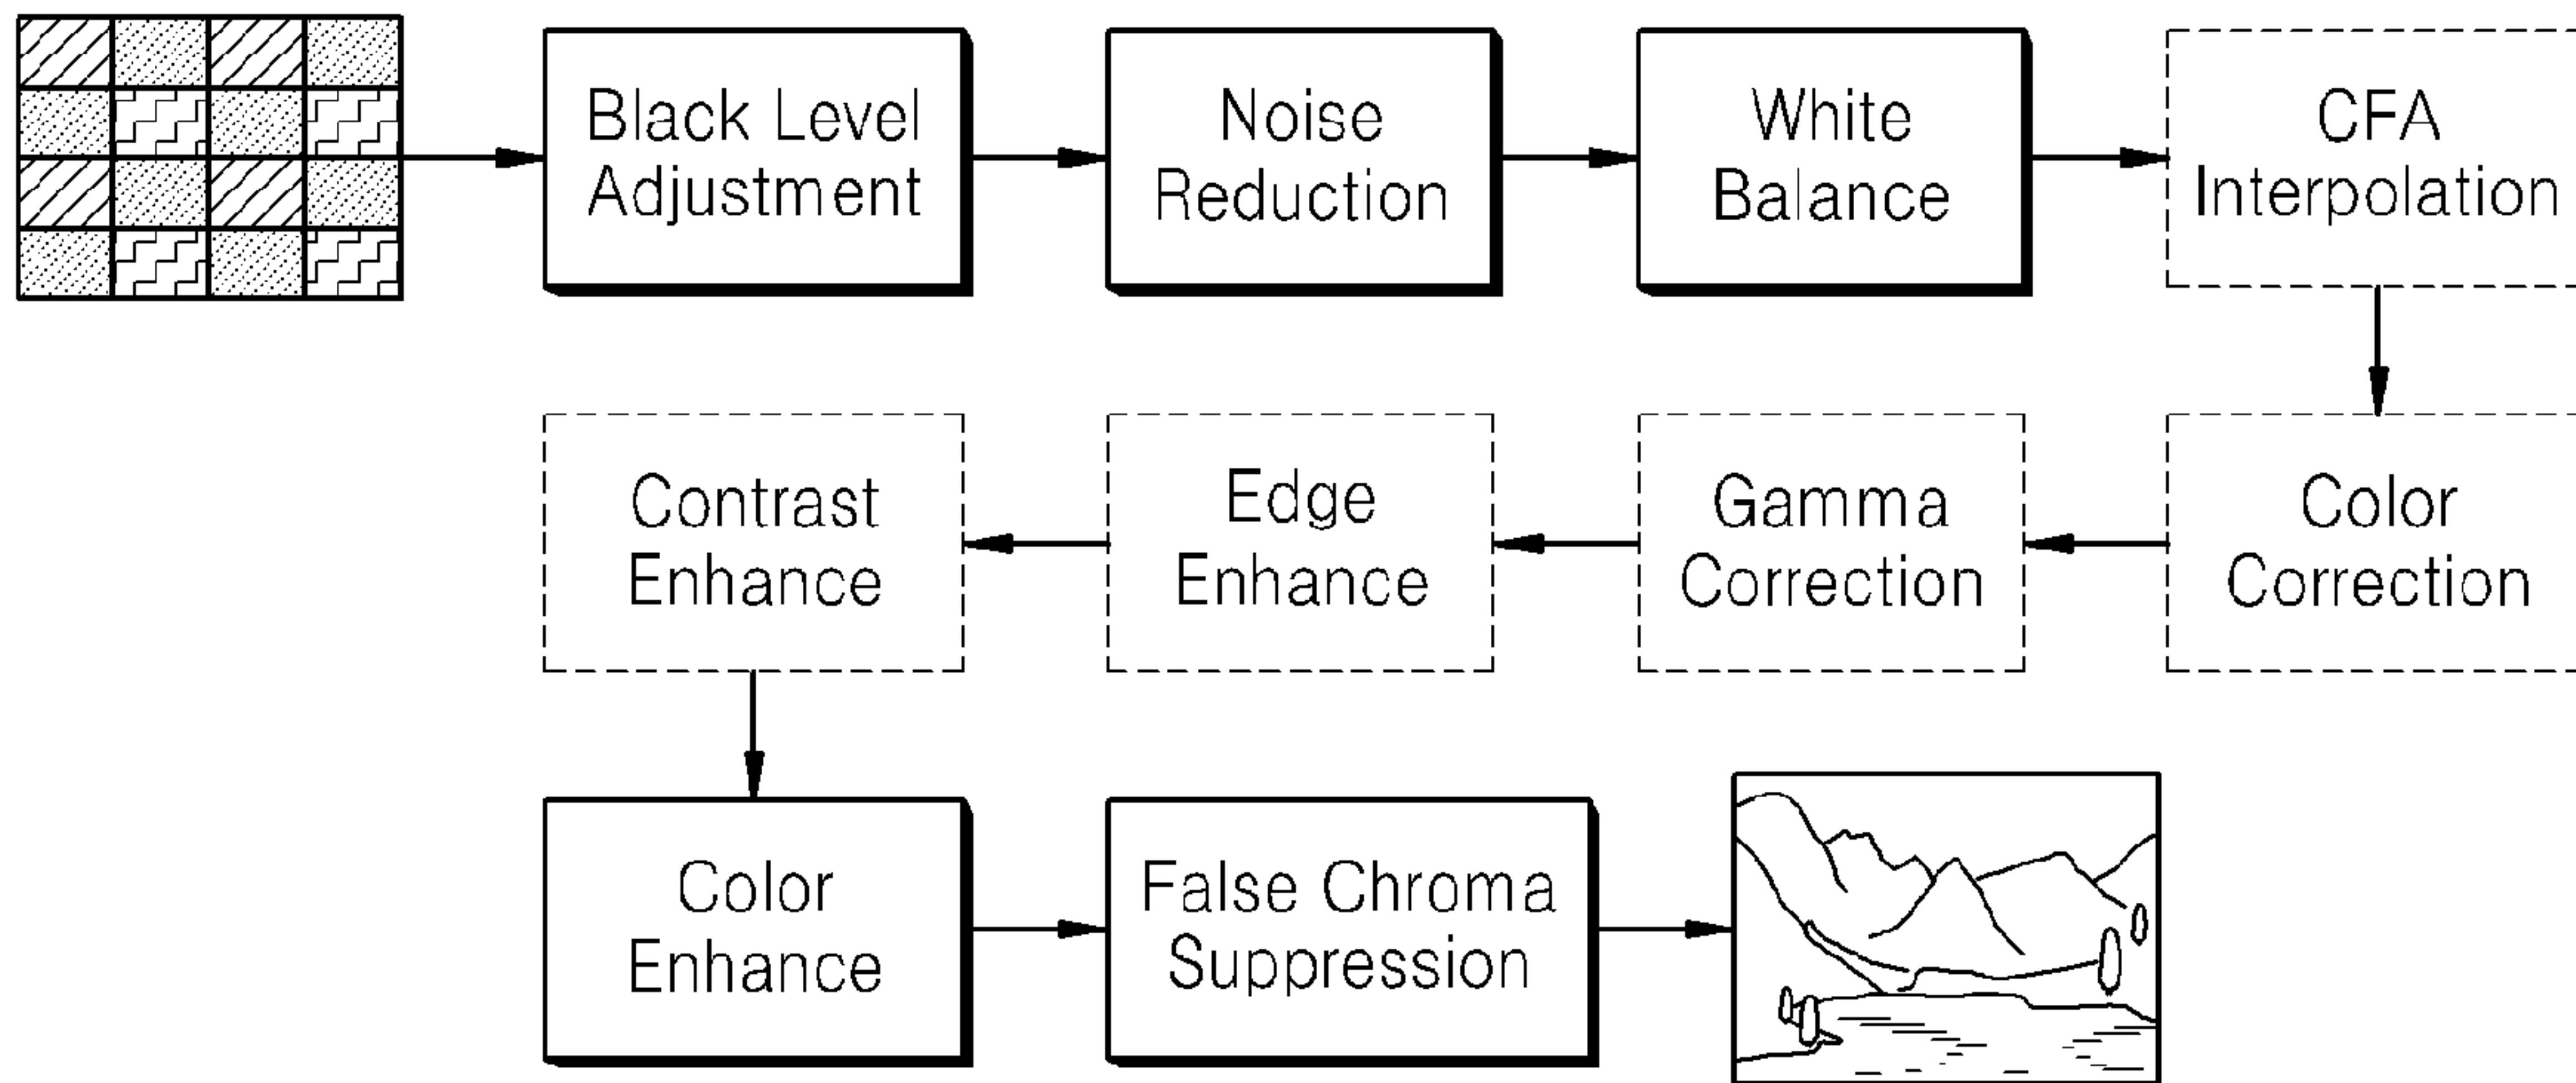 Black Level
Adjustment
Noise
Reduction
White
Balance
CFA
Interpolation
Color
Correction
Gamma
Correction
Edge
Enhance
Contrast
Enhance
Color
Enhance
False Chroma
Suppression